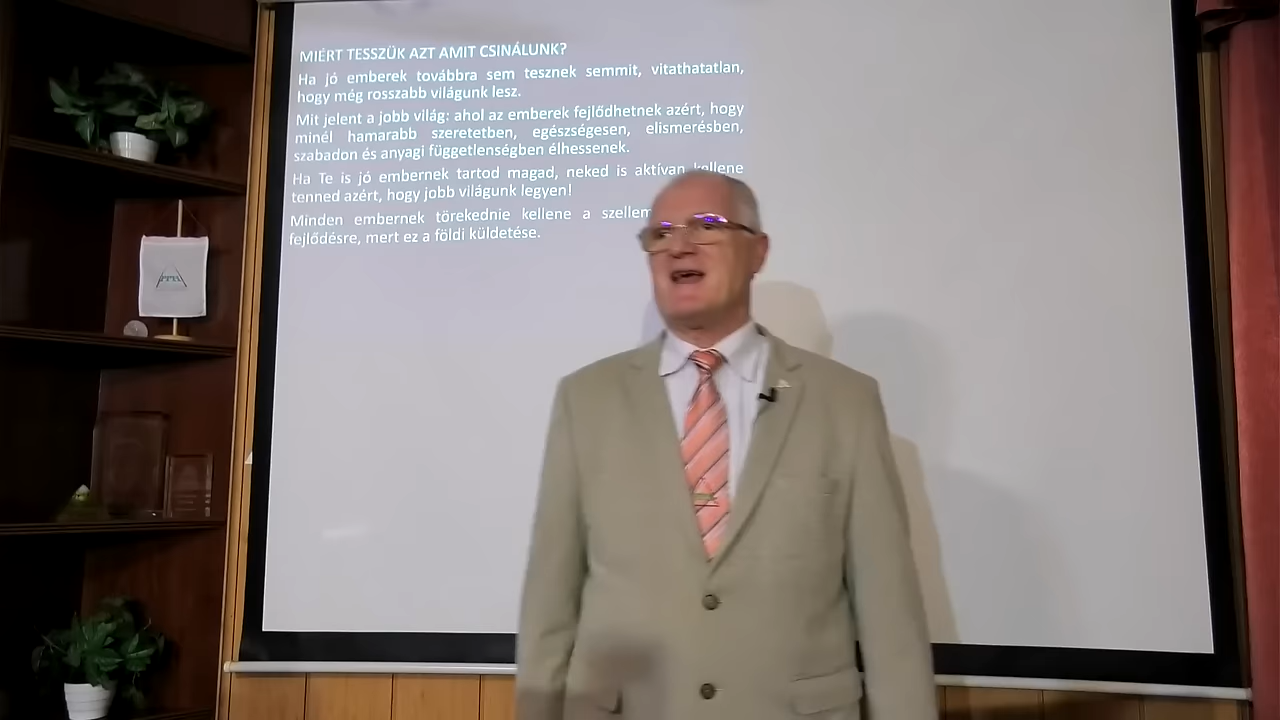 MIÉRT TESSZÜK AZT AMIT CSINÁLUNK?
Ha jó emberek továbbra sem tesznek semmit, vitathatatlan,
hogy még rosszabb világunk lesz.
Mit jelent a jobb világ: ahol az emberek fejlődhetnek azért, hogy
minél hamarabb szeretetben, egészségesen, elismerésben,
szabadon és anyagi függetlenségben élhessenek.
Ha Te is jó embernek tartod magad, neked is aktívan kellene
tenned azért, hogy jobb világunk legyen!
Minden embernek törekednie kellene a szellem
fejlődésre, mert ez a földi küldetése.